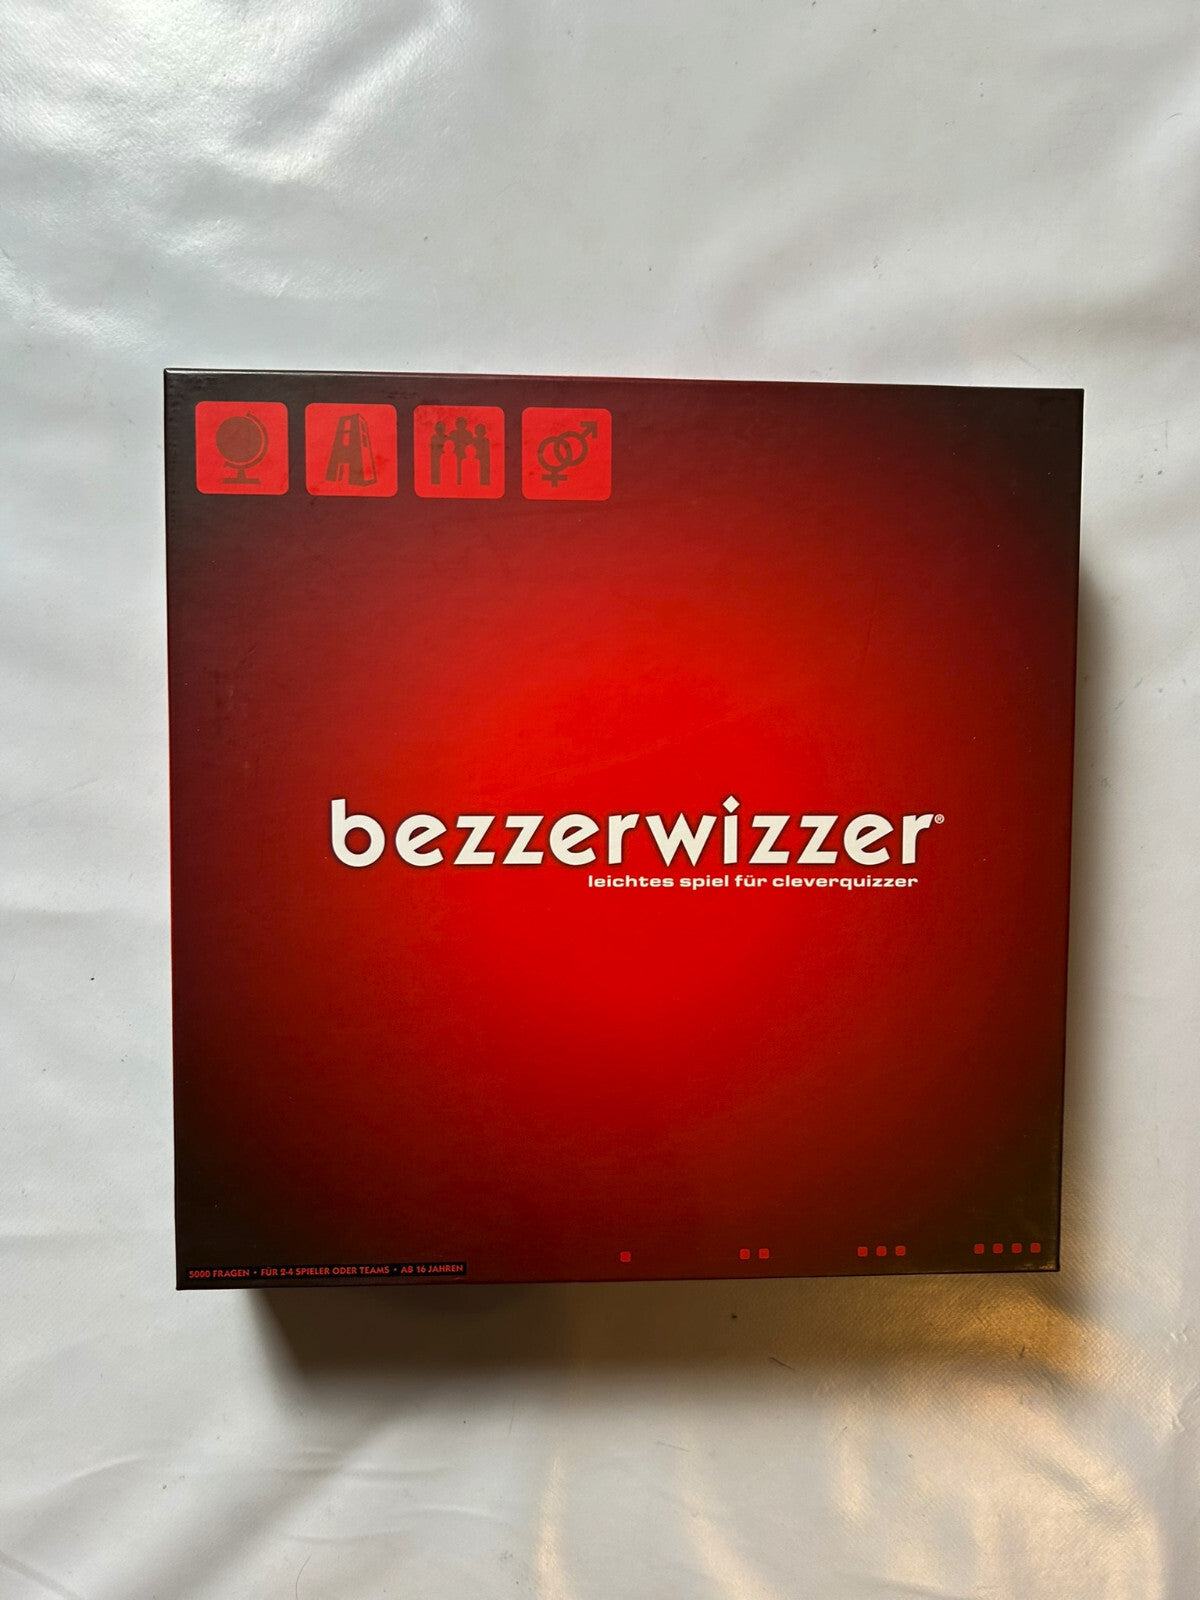 bezzerwizzer®
leichtes spiel für cleverquizzer
5000 FRAGEN • FÜR 2-4 SPIELER ODER TEAMS • AB 16 JAHREN